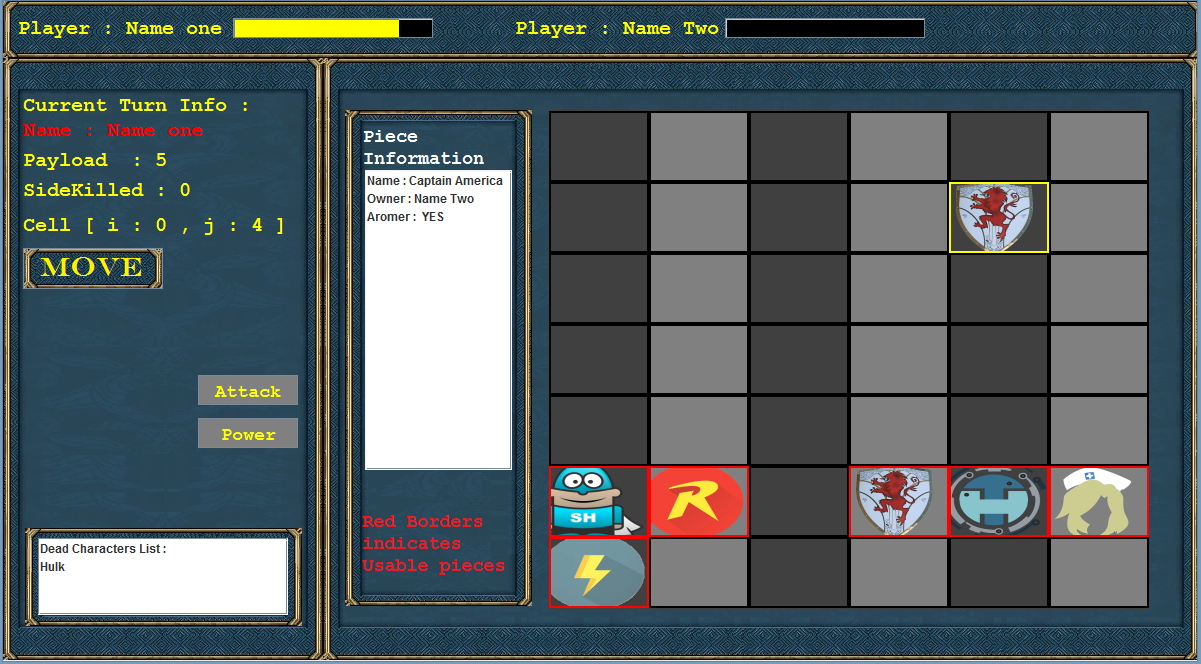 Player : Name one
Player : Name Two
Current Turn Info :
Name : Name one
Payload : 5
SideKilled : 0
Cell [ i : 0 , j : 4 ]
MOVE
Attack
Power
Dead Characters List :
Hulk
Piece
Information
Name : Captain America
Owner : Name Two
Aromer : YES
Red Borders
indicates
Usable pieces
SH
R
H